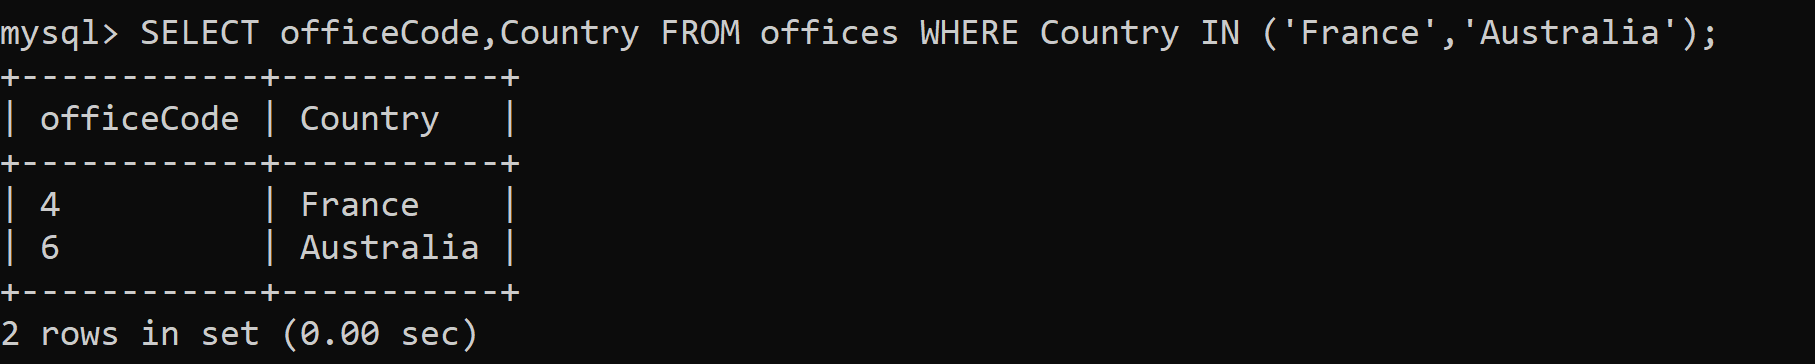 mysql> SELECT officeCode,Country FROM offices WHERE Country IN ('France','Australia');
+------------+-----------+
| officeCode | Country   |
+------------+-----------+
| 4          | France    |
| 6          | Australia |
+------------+-----------+
2 rows in set (0.00 sec)